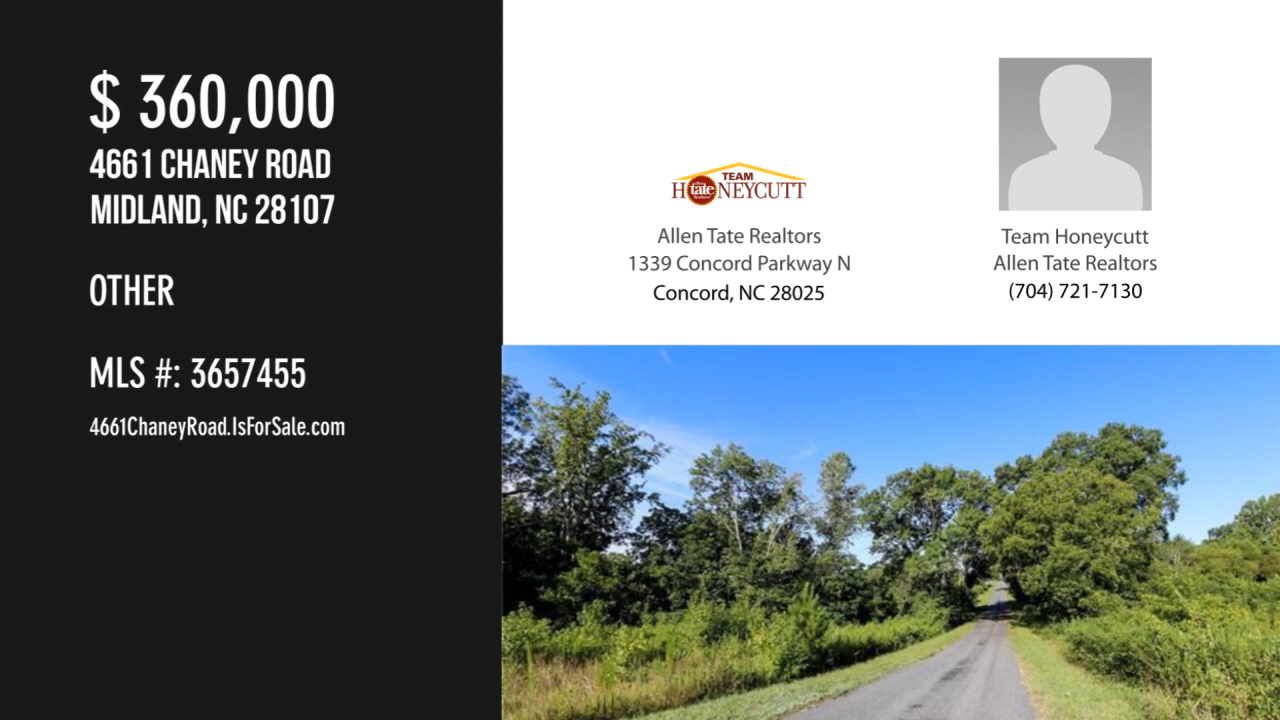 $ 360,000
4661 CHANEY ROAD
MIDLAND, NC 28107
OTHER
MLS #: 3657455
4661ChaneyRoad.IsForSale.com
TEAM
HONEYCUTT
tate
Allen Tate Realtors
1339 Concord Parkway N
Concord, NC 28025
Team Honeycutt
Allen Tate Realtors
(704) 721-7130